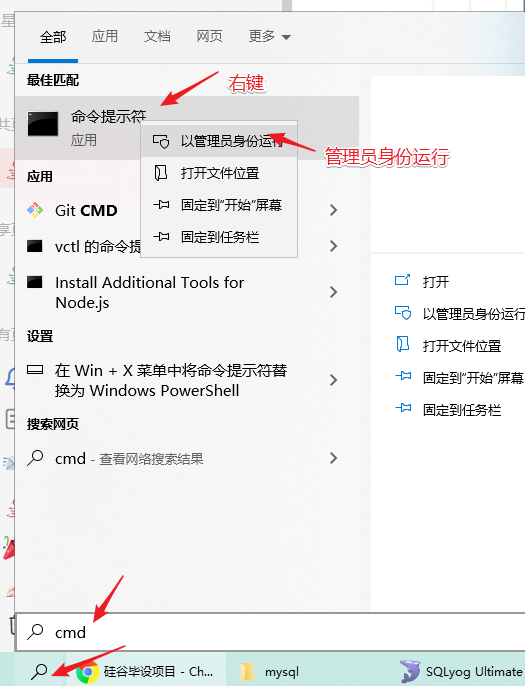 全部 应用 文档 网页 更多
最佳匹配
命令提示符
右键
应用
以管理员身份运行
管理员身份运行
打开文件位置
应用
固定到"开始"屏幕
Git CMD
固定到任务栏
vctl 的命令提
Install Additional Tools for
Node.js
设置
在 Win + X 菜单中将命令提示符替
换为 Windows PowerShell
搜索网页
cmd - 查看网络搜索结果
打开
以管理员身份运行
打开文件位置
固定到"开始"屏幕
固定到任务栏
cmd
硅谷毕设项目 - Ch...
mysql
SQLyog Ultimate